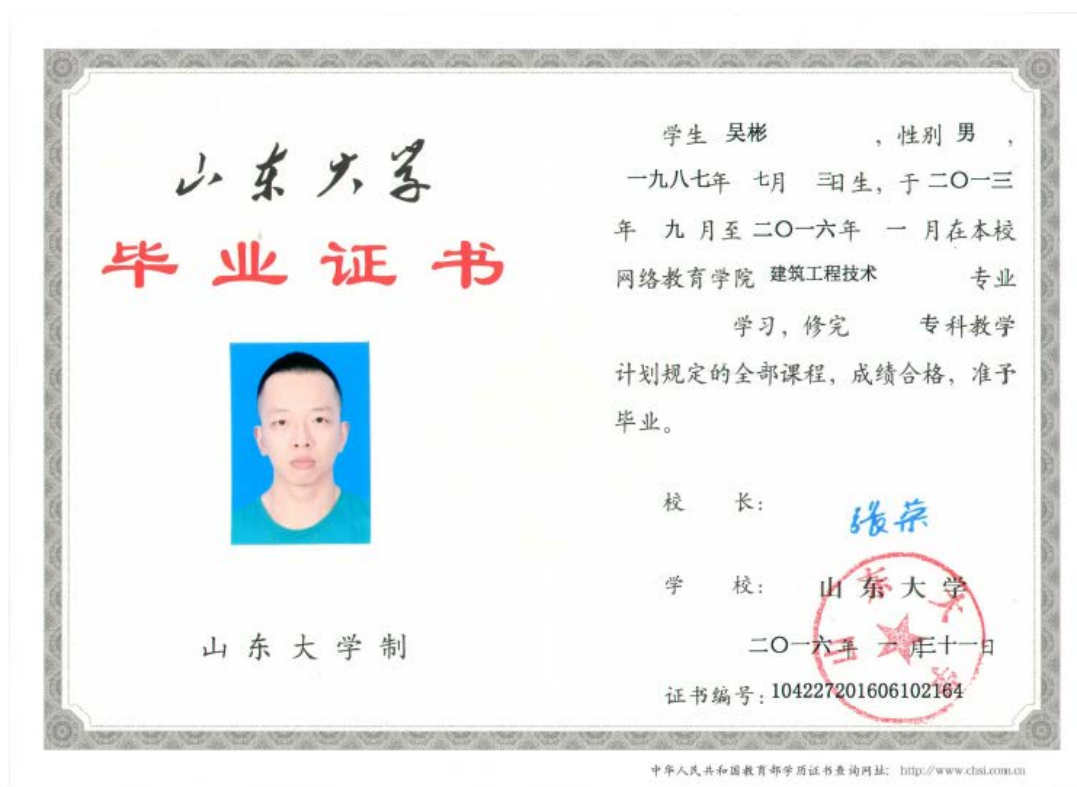 山东大学
毕业证书
山东大学制
学生 吴彬 ，性别 男 ，
一九八七年 七月 三日生，于 二〇一三
年 九 月至 二〇一六年 一 月在本校
网络教育学院 建筑工程技术 专业
学习，修完 专科教学
计划规定的全部课程，成绩合格，准予
毕业。
校 长：
张荣
学 校： 山东大学
山东大学
二〇一六年 一月三十一日
证书编号：104227201606102164
中华人民共和国教育部学历证书查询网址： http://www.chsi.com.cn